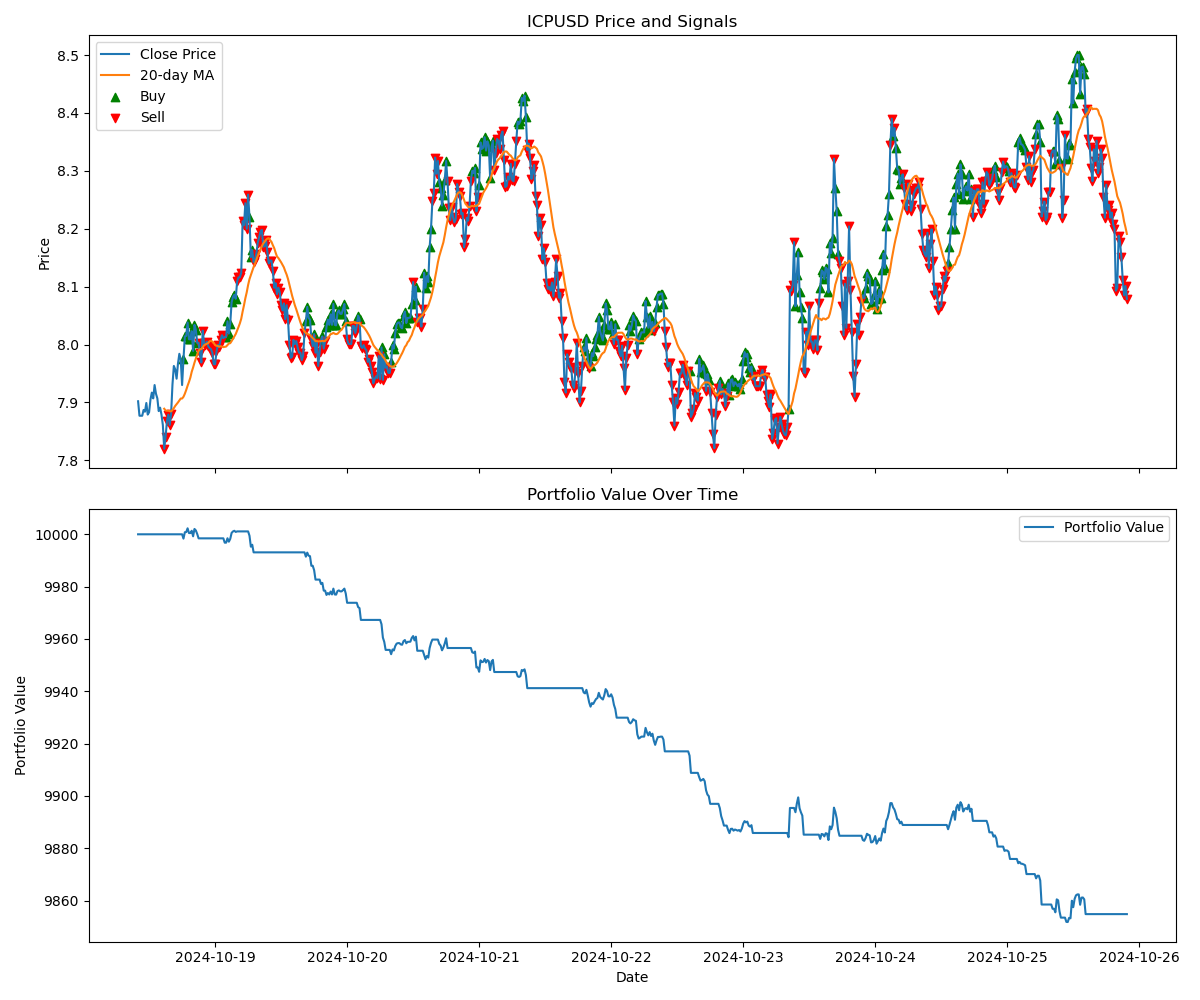 ICPUSD Price and Signals
Close Price
20-day MA
Buy
Sell
8.5
8.4
8.3
8.2
8.1
8.0
7.9
7.8
Price
Portfolio Value Over Time
Portfolio Value
10000
9980
9960
9940
9920
9900
9880
9860
Portfolio Value
2024-10-19
2024-10-20
2024-10-21
2024-10-22
2024-10-23
2024-10-24
2024-10-25
2024-10-26
Date